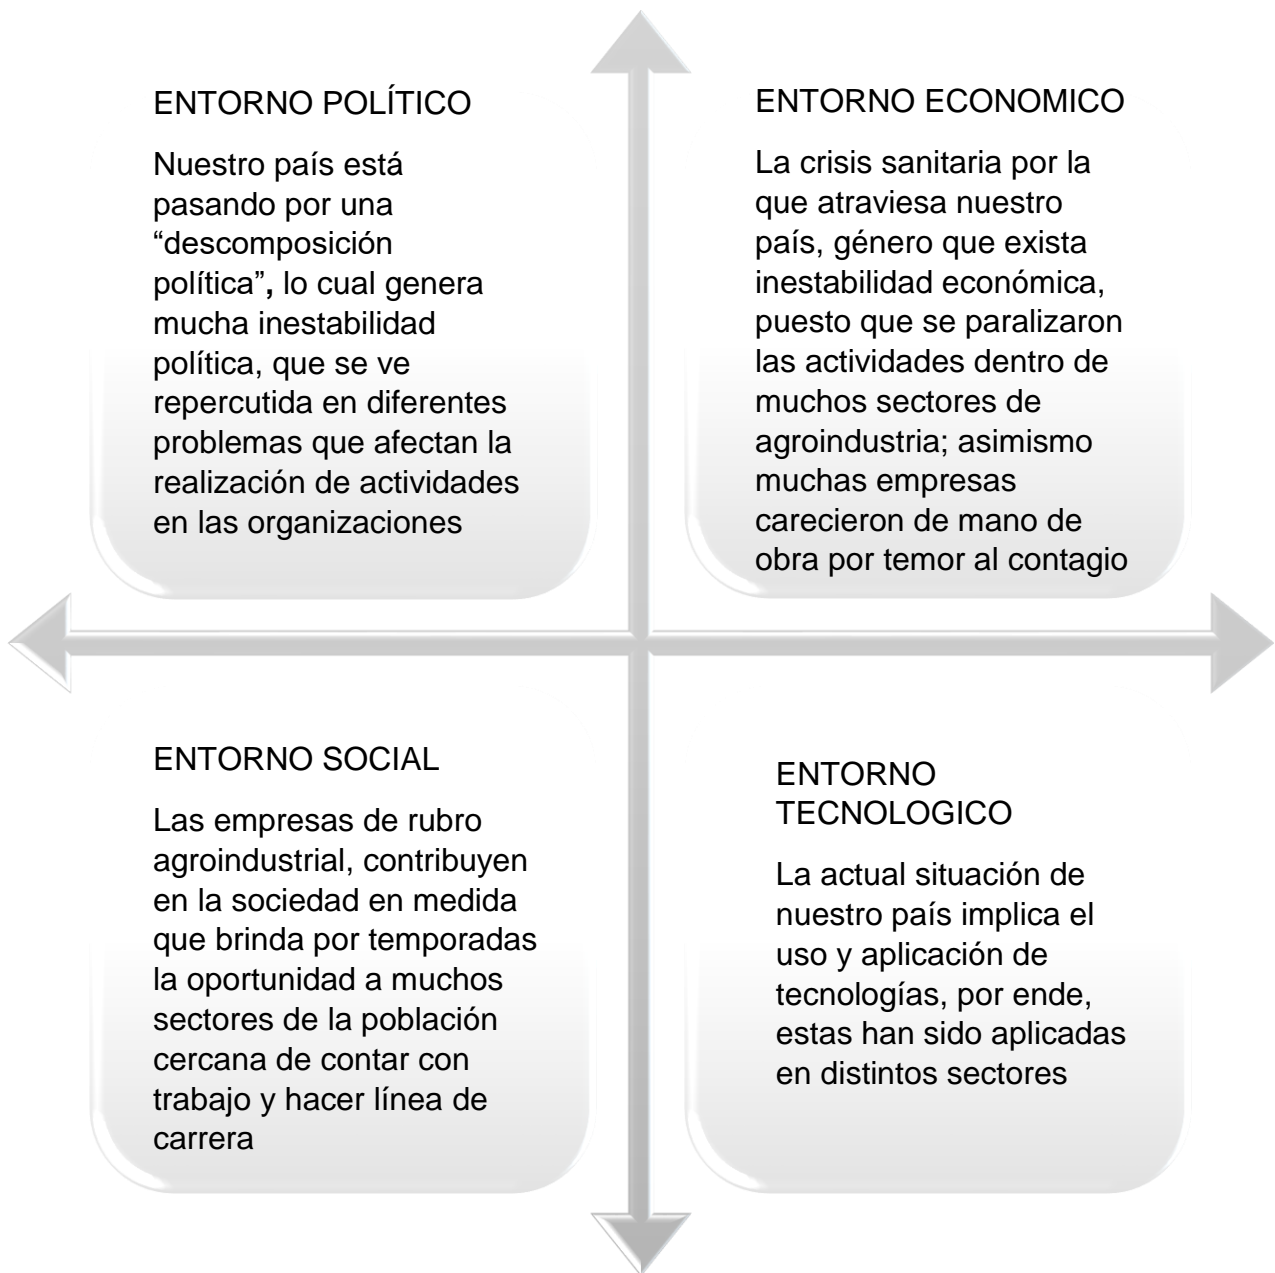 ENTORNO POLÍTICO
Nuestro país está
pasando por una
“descomposición
política”, lo cual genera
mucha inestabilidad
política, que se ve
repercutida en diferentes
problemas que afectan la
realización de actividades
en las organizaciones
ENTORNO ECONOMICO
La crisis sanitaria por la
que atraviesa nuestro
país, género que exista
inestabilidad económica,
puesto que se paralizaron
las actividades dentro de
muchos sectores de
agroindustria; asimismo
muchas empresas
carecieron de mano de
obra por temor al contagio
ENTORNO SOCIAL
Las empresas de rubro
agroindustrial, contribuyen
en la sociedad en medida
que brinda por temporadas
la oportunidad a muchos
sectores de la población
cercana de contar con
trabajo y hacer línea de
carrera
ENTORNO
TECNOLOGICO
La actual situación de
nuestro país implica el
uso y aplicación de
tecnologías, por ende,
estas han sido aplicadas
en distintos sectores